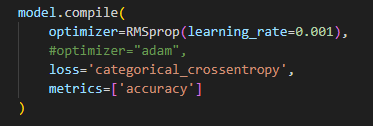 model.compile(
    optimizer=RMSprop(learning_rate=0.001),
    #optimizer="adam",
    loss='categorical_crossentropy',
    metrics=['accuracy']
)